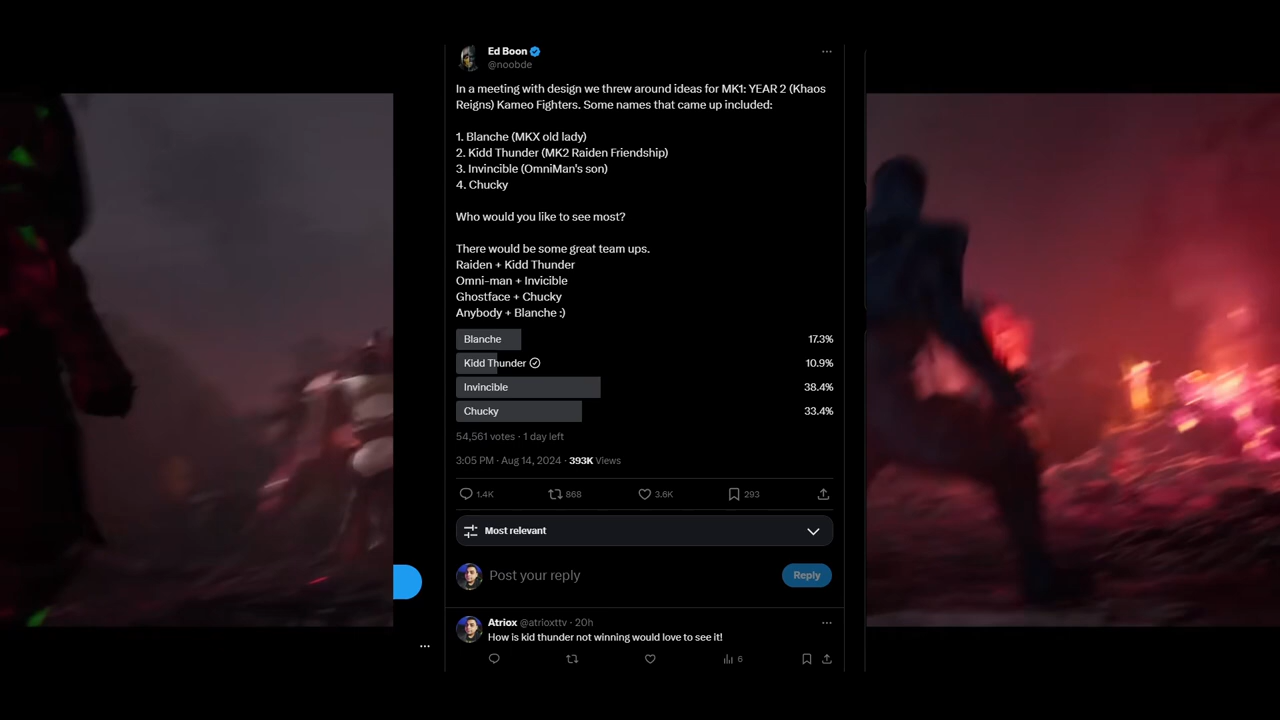 Ed Boon
@noobde
In a meeting with design we threw around ideas for MK1: YEAR 2 (Khaos
Reigns) Kameo Fighters. Some names that came up included:
1. Blanche (MKX old lady)
2. Kidd Thunder (MK2 Raiden Friendship)
3. Invincible (OmniMan's son)
4. Chucky
Who would you like to see most?
There would be some great team ups.
Raiden + Kidd Thunder
Omni-man + Invicible
Ghostface + Chucky
Anybody + Blanche :)
Blanche 17.3%
Kidd Thunder 10.9%
Invincible 38.4%
Chucky 33.4%
54,561 votes · 1 day left
3:05 PM · Aug 14, 2024 · 393K Views
1.4K 868 3.6K 293
Most relevant
Post your reply Reply
Atriox @atrioxttv · 20h
How is kid thunder not winning would love to see it!
6